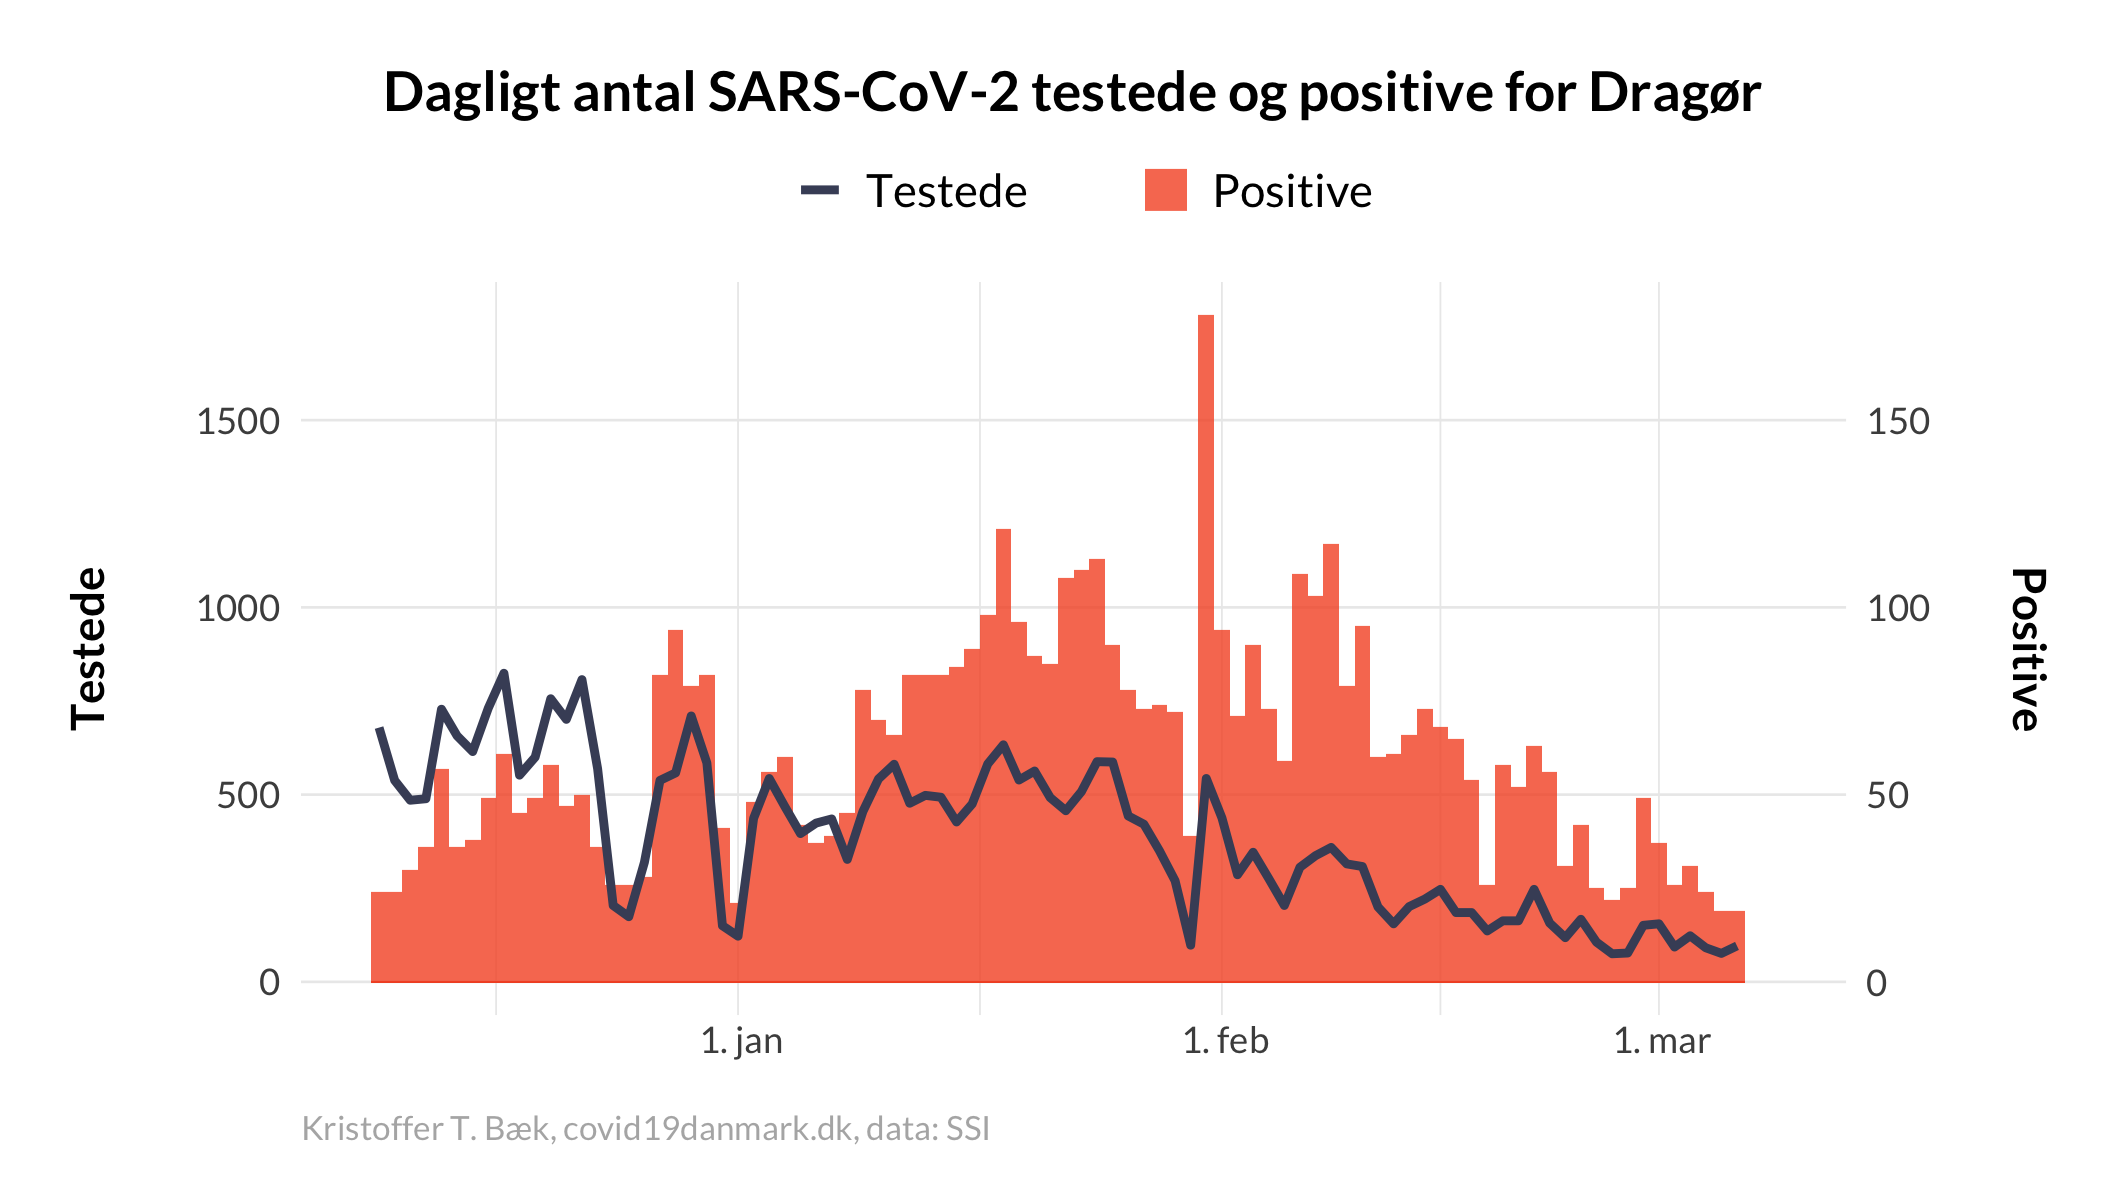 Dagligt antal SARS-CoV-2 testede og positive for Dragør
Testede Positive
1500 150
1000 100
Testede Positive
500 50
0 0
1. jan 1. feb 1. mar
Kristoffer T. Bæk, covid19danmark.dk, data: SSI